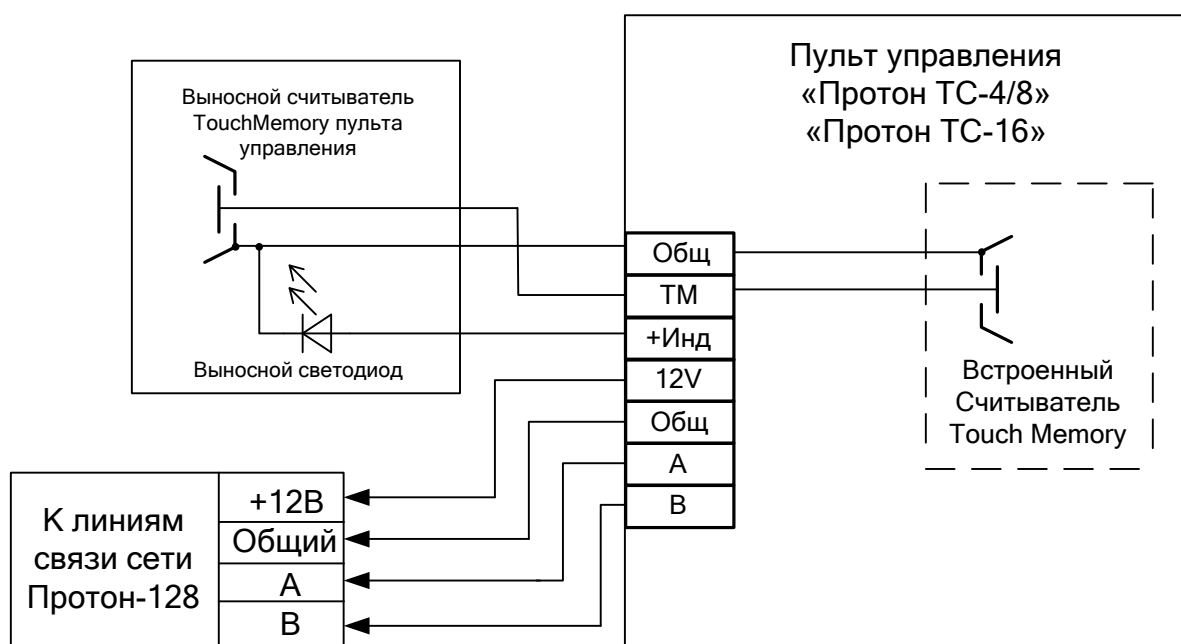 Пульт управления
«Протон ТС-4/8»
«Протон ТС-16»
Выносной считыватель
TouchMemory пульта
управления
Выносной светодиод
Общ
ТМ
+Инд
12V
Общ
А
В
Встроенный
Считыватель
Touch Memory
К линиям
связи сети
Протон-128
+12В
Общий
А
В